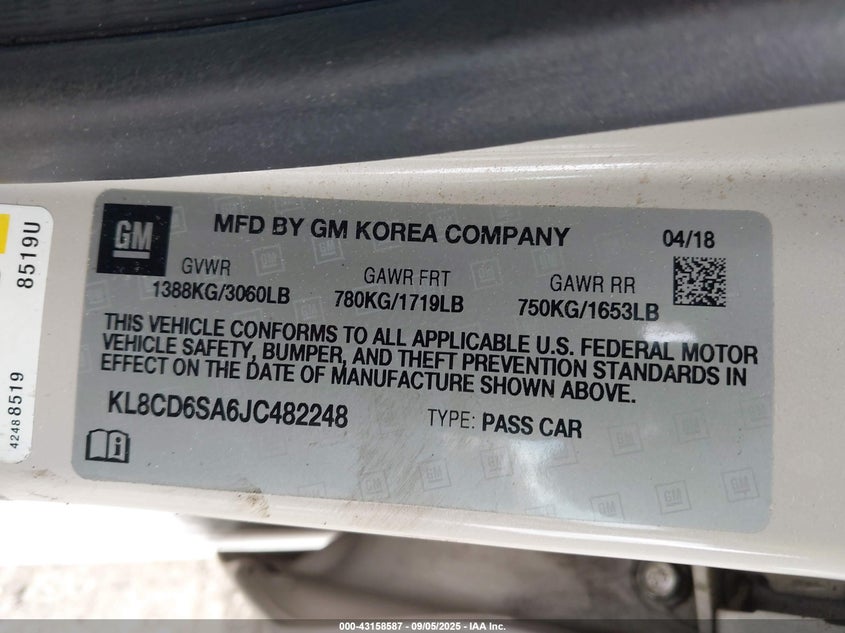 GM
MFD BY GM KOREA COMPANY
04/18
GVWR
GAWR FRT
GAWR RR
1388KG/3060LB
780KG/1719LB
750KG/1653LB
THIS VEHICLE CONFORMS TO ALL APPLICABLE U.S. FEDERAL MOTOR
VEHICLE SAFETY, BUMPER, AND THEFT PREVENTION STANDARDS IN
EFFECT ON THE DATE OF MANUFACTURE SHOWN ABOVE.
KL8CD6SA6JC482248
TYPE: PASS CAR
8519U
42488519
000-43158587 - 09/05/2025 - IAA Inc.